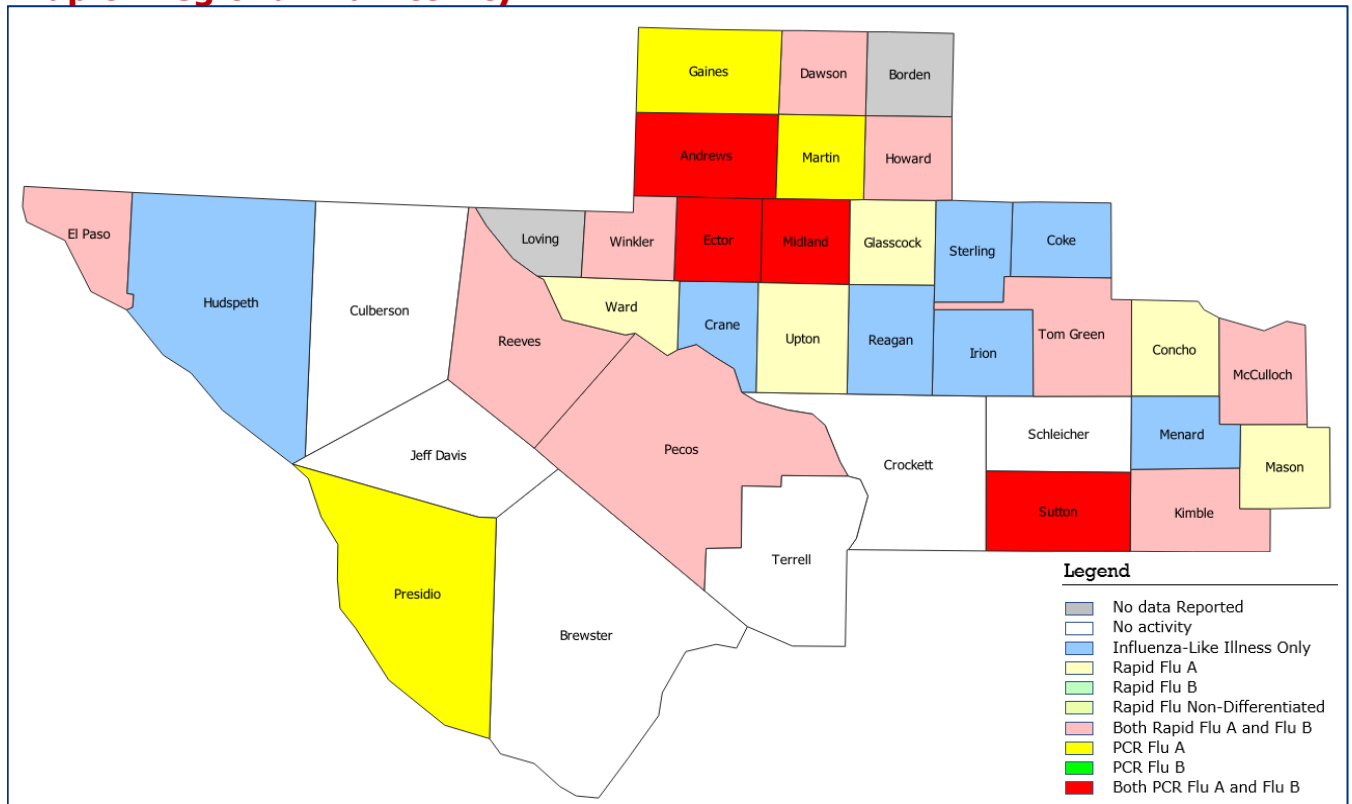 Gaines
Dawson
Borden
Andrews
Martin
Howard
El Paso
Hudspeth
Culberson
Loving
Winkler
Ector
Midland
Glasscock
Sterling
Coke
Reeves
Ward
Crane
Upton
Reagan
Irion
Tom Green
Concho
McCulloch
Jeff Davis
Pecos
Crockett
Schleicher
Menard
Mason
Presidio
Brewster
Terrell
Sutton
Kimble
Legend
No data Reported
No activity
Influenza-Like Illness Only
Rapid Flu A
Rapid Flu B
Rapid Flu Non-Differentiated
Both Rapid Flu A and Flu B
PCR Flu A
PCR Flu B
Both PCR Flu A and Flu B